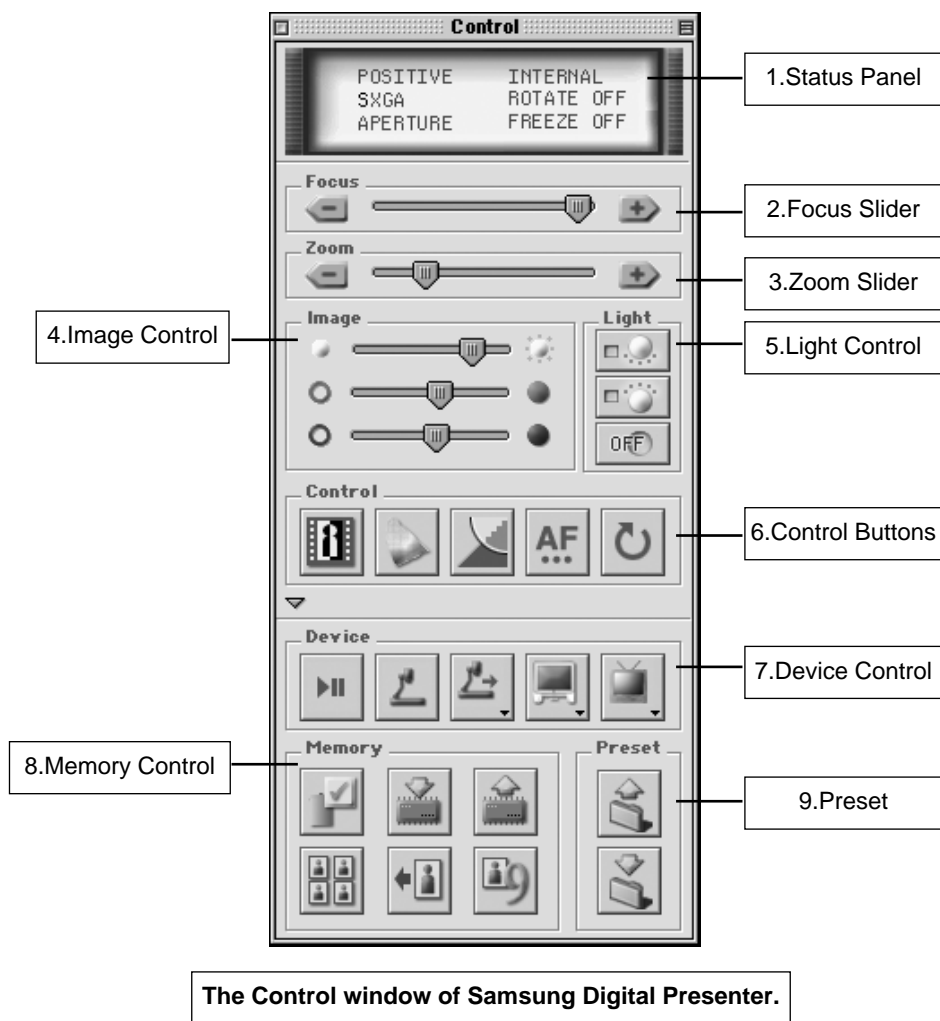 Control
POSITIVE INTERNAL
SXGA ROTATE OFF
APERTURE FREEZE OFF
1.Status Panel
Focus
2.Focus Slider
Zoom
3.Zoom Slider
4.Image Control
Image
Light
5.Light Control
OFF
Control
AF
6.Control Buttons
Device
7.Device Control
8.Memory Control
Memory
Preset
9
9.Preset
The Control window of Samsung Digital Presenter.